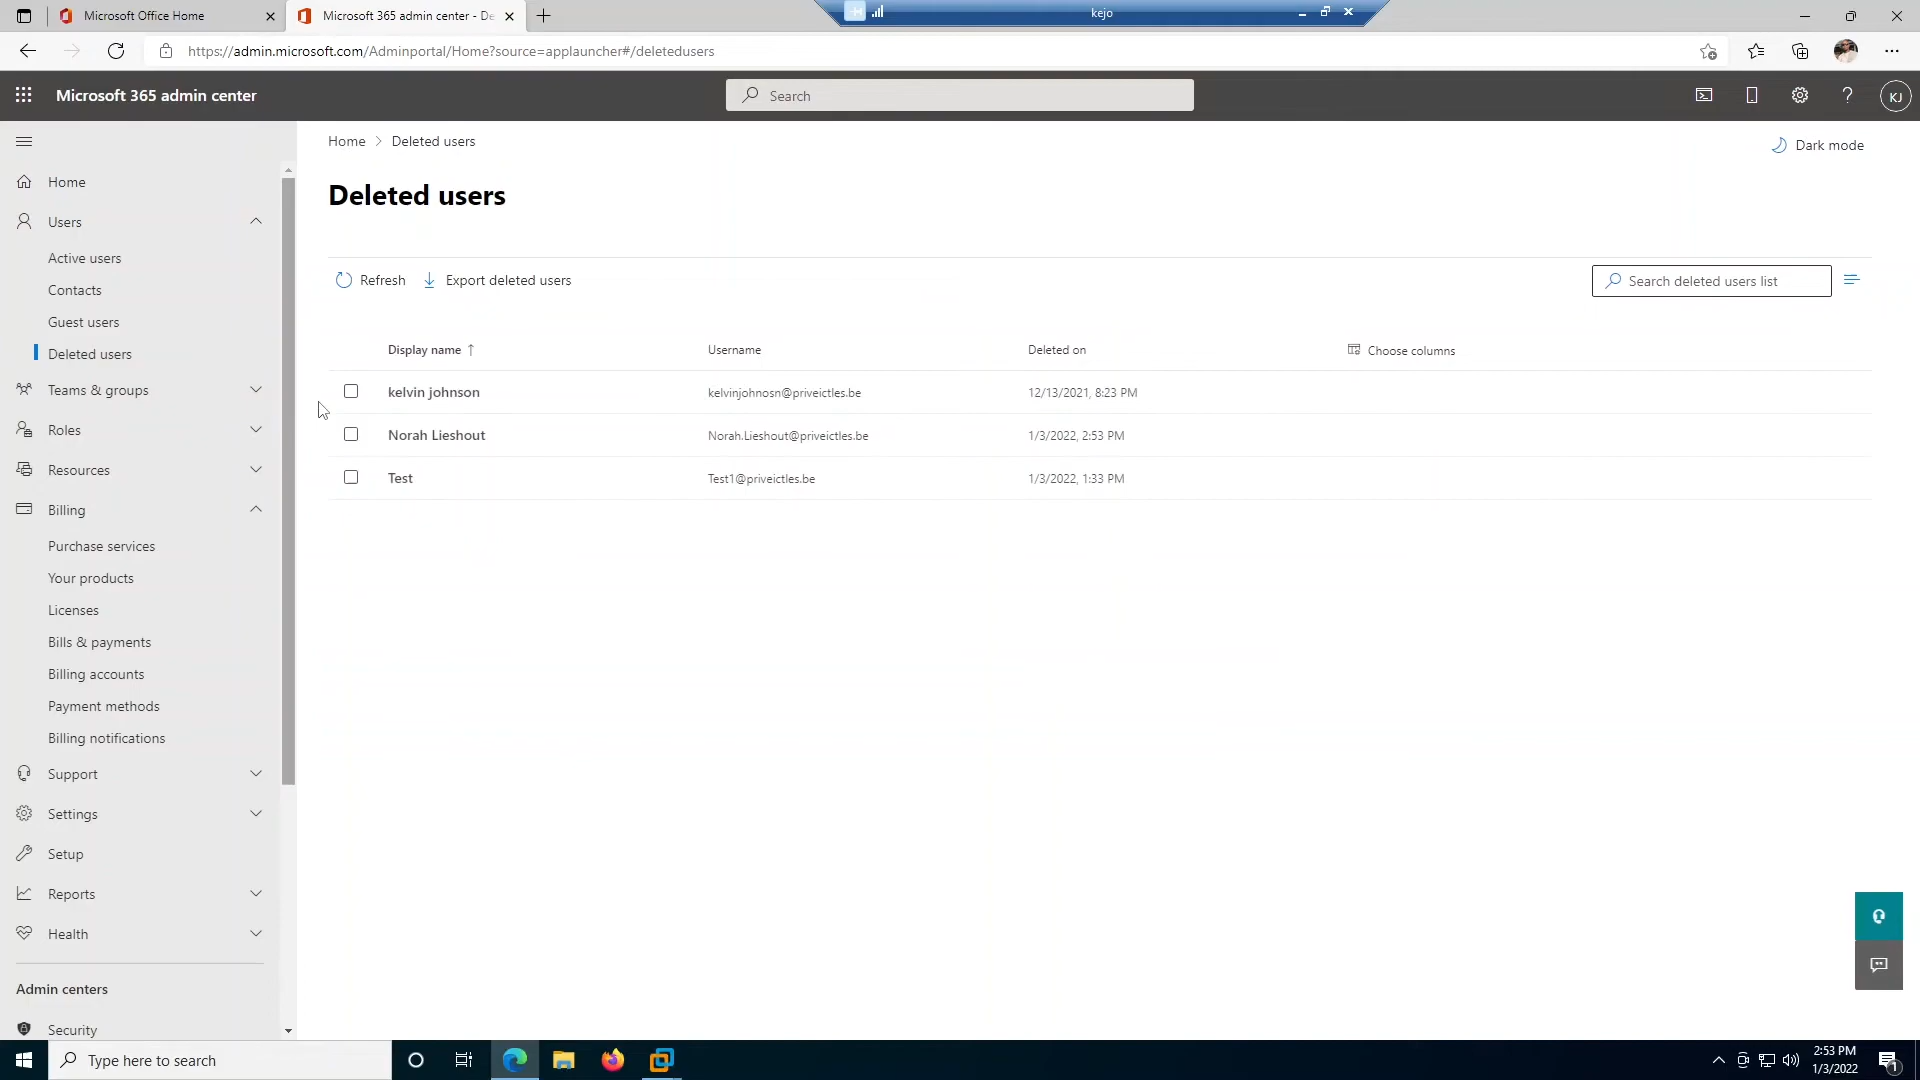 Microsoft Office Home
Microsoft 365 admin center - De
kejo
https://admin.microsoft.com/Adminportal/Home?source=applauncher#/deletedusers
Microsoft 365 admin center
Search
KJ
Home > Deleted users
Dark mode
Home
Users
Active users
Contacts
Guest users
Deleted users
Teams & groups
Roles
Resources
Billing
Purchase services
Your products
Licenses
Bills & payments
Billing accounts
Payment methods
Billing notifications
Support
Settings
Setup
Reports
Health
Admin centers
Security
Deleted users
Refresh
Export deleted users
Search deleted users list
Display name ↑ Username Deleted on Choose columns
kelvin johnson kelvinjohnosn@priveictles.be 12/13/2021, 8:23 PM
Norah Lieshout Norah.Lieshout@priveictles.be 1/3/2022, 2:53 PM
Test Test1@priveictles.be 1/3/2022, 1:33 PM
Type here to search
2:53 PM
1/3/2022
1